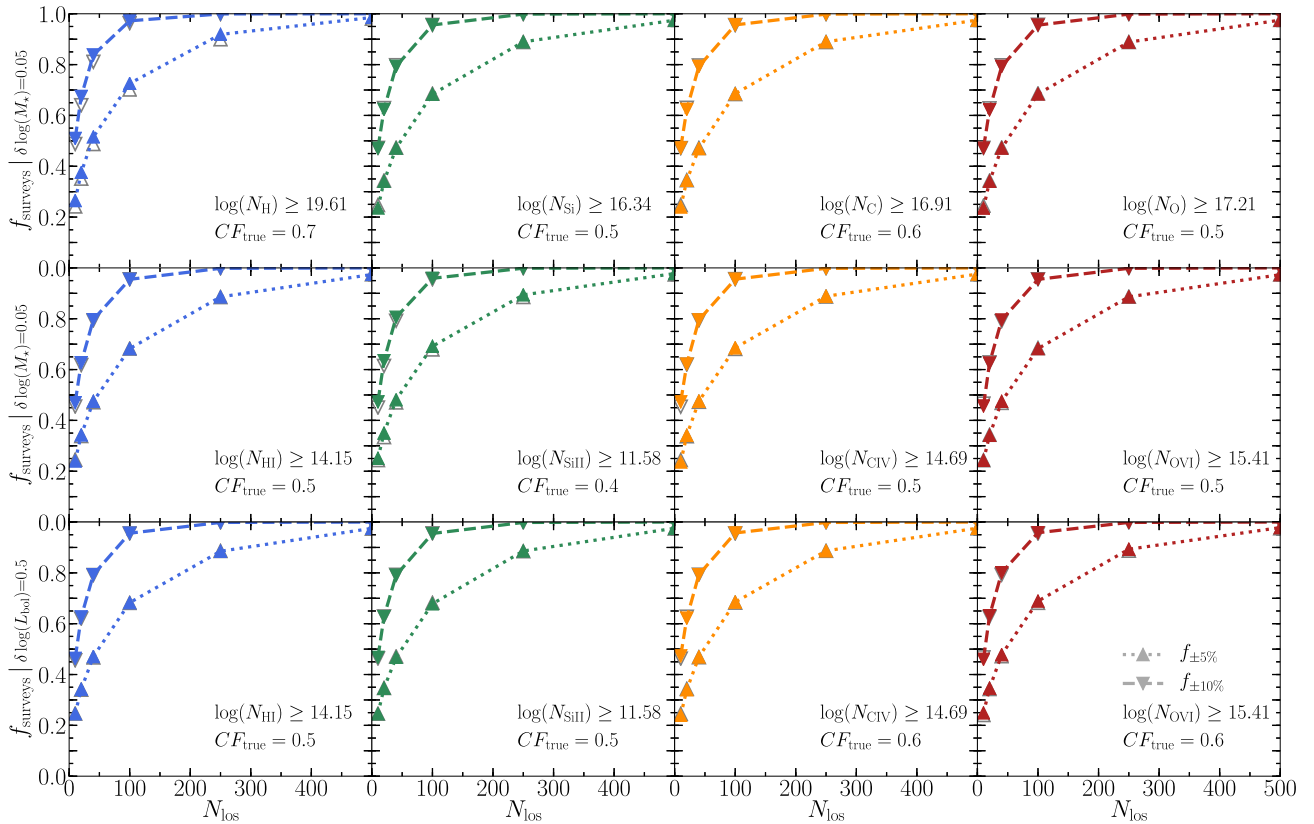 1.0
0.8
0.6
0.4
0.2
0.0
f_surveys | δ log(M⋆)=0.05
log(N_H) ≥ 19.61
CF_true = 0.7
log(N_Si) ≥ 16.34
CF_true = 0.5
log(N_C) ≥ 16.91
CF_true = 0.6
log(N_O) ≥ 17.21
CF_true = 0.5
0.8
0.6
0.4
0.2
0.0
f_surveys | δ log(M⋆)=0.05
log(N_HI) ≥ 14.15
CF_true = 0.5
log(N_SiII) ≥ 11.58
CF_true = 0.4
log(N_CIV) ≥ 14.69
CF_true = 0.5
log(N_OVI) ≥ 15.41
CF_true = 0.5
0.8
0.6
0.4
0.2
0.0
f_surveys | δ log(L_bol)=0.5
log(N_HI) ≥ 14.15
CF_true = 0.5
log(N_SiII) ≥ 11.58
CF_true = 0.5
log(N_CIV) ≥ 14.69
CF_true = 0.6
f_±5%
f_±10%
log(N_OVI) ≥ 15.41
CF_true = 0.6
0 100 200 300 400
0 100 200 300 400
0 100 200 300 400
0 100 200 300 400 500
N_los
N_los
N_los
N_los